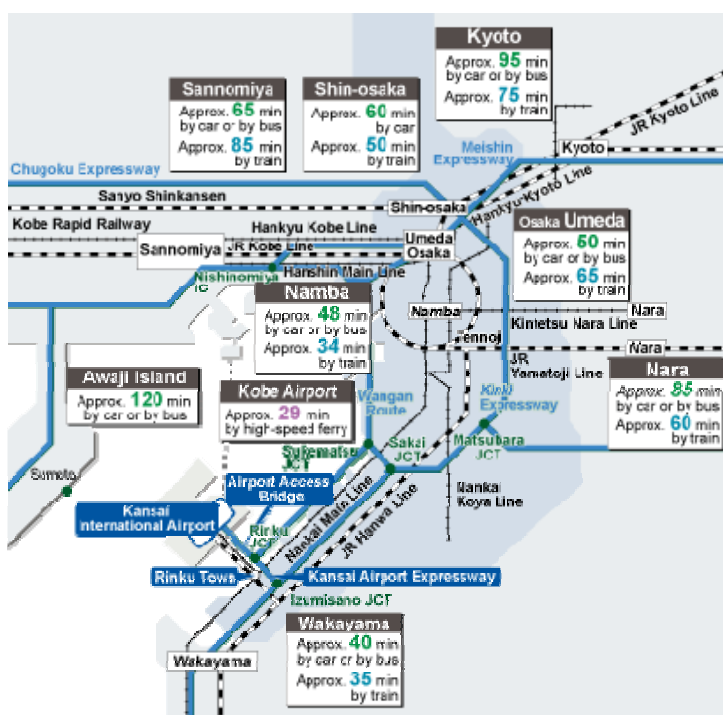 Kyoto
Approx. 95 min
by car or by bus
Approx. 75 min
by train
Sannomiya
Approx. 65 min
by car or by bus
Approx. 85 min
by train
Shin-osaka
Approx. 60 min
by car
Approx. 50 min
by train
JR Kyoto Line
Meishin
Expressway
Kyoto
Chugoku Expressway
Sanyo Shinkansen
Hankyu Kyoto Line
Shin-osaka
Kobe Rapid Railway
Hankyu Kobe Line
Sannomiya
JR Kobe Line
Umeda
Osaka
Hanshin Main Line
Nishinomiya
IC
Osaka Umeda
Approx. 50 min
by car or by bus
Approx. 65 min
by train
Namba
Approx. 48 min
by car or by bus
Approx. 34 min
by train
Namba
Nara
Kintetsu Nara Line
Tennoj
Nara
JR
Yamatoji Line
Nara
Approx. 85 min
by car or by bus
Approx. 60 min
by train
Awaji Island
Approx. 120 min
by car or by bus
Kobe Airport
Approx. 29 min
by high-speed ferry
Wangan
Route
Kinki
Expressway
Sukematsu
JCT
Sakai
JCT
Matsubara
JCT
Sumoto
Airport Access
Bridge
Nankai Main Line
JR Hanwa Line
Nankai
Koya Line
Kansai
International Airport
Rinku
JCT
Rinku Town
Kansai Airport Expressway
Izumisano JCT
Wakayama
Approx. 40 min
by car or by bus
Approx. 35 min
by train
Wakayama